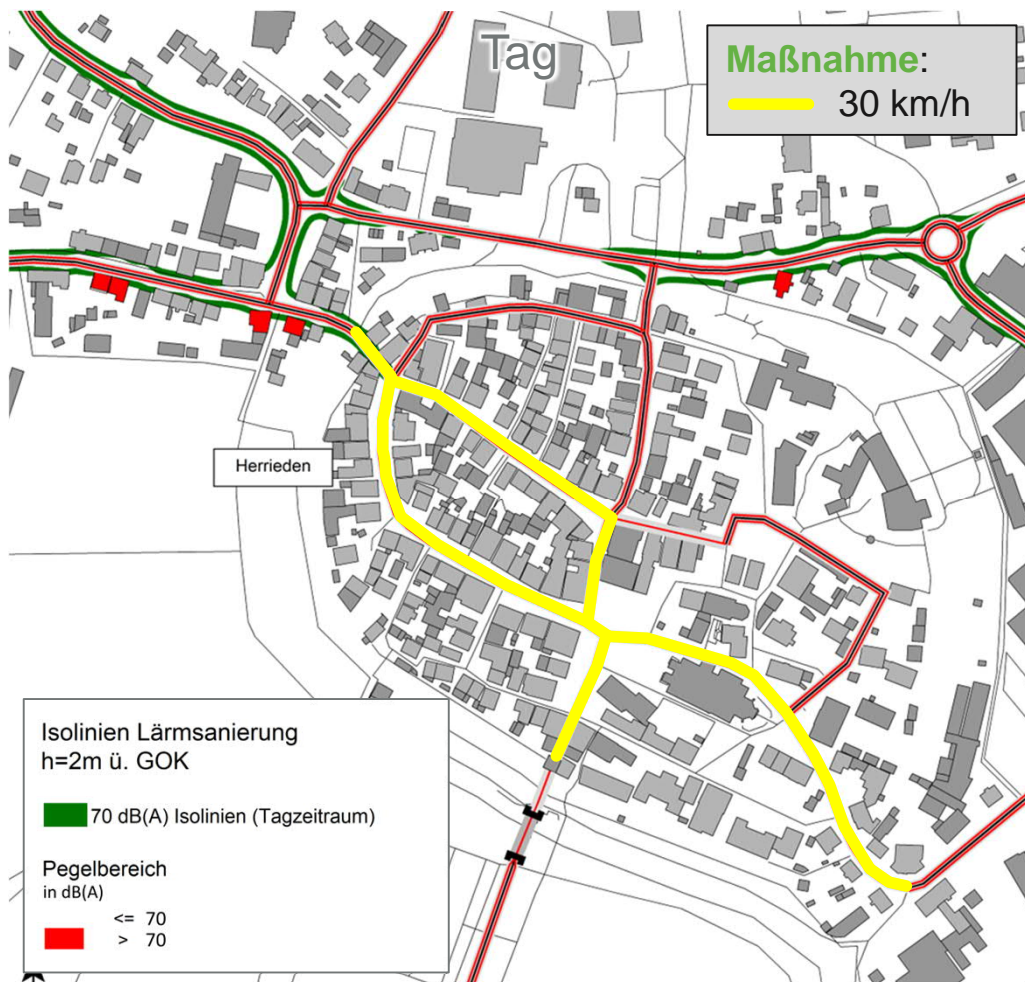 Tag
Maßnahme:
30 km/h
Herrieden
Isolinien Lärmsanierung
h=2m ü. GOK
70 dB(A) Isolinien (Tagzeitraum)
Pegelbereich
in dB(A)
<= 70
> 70